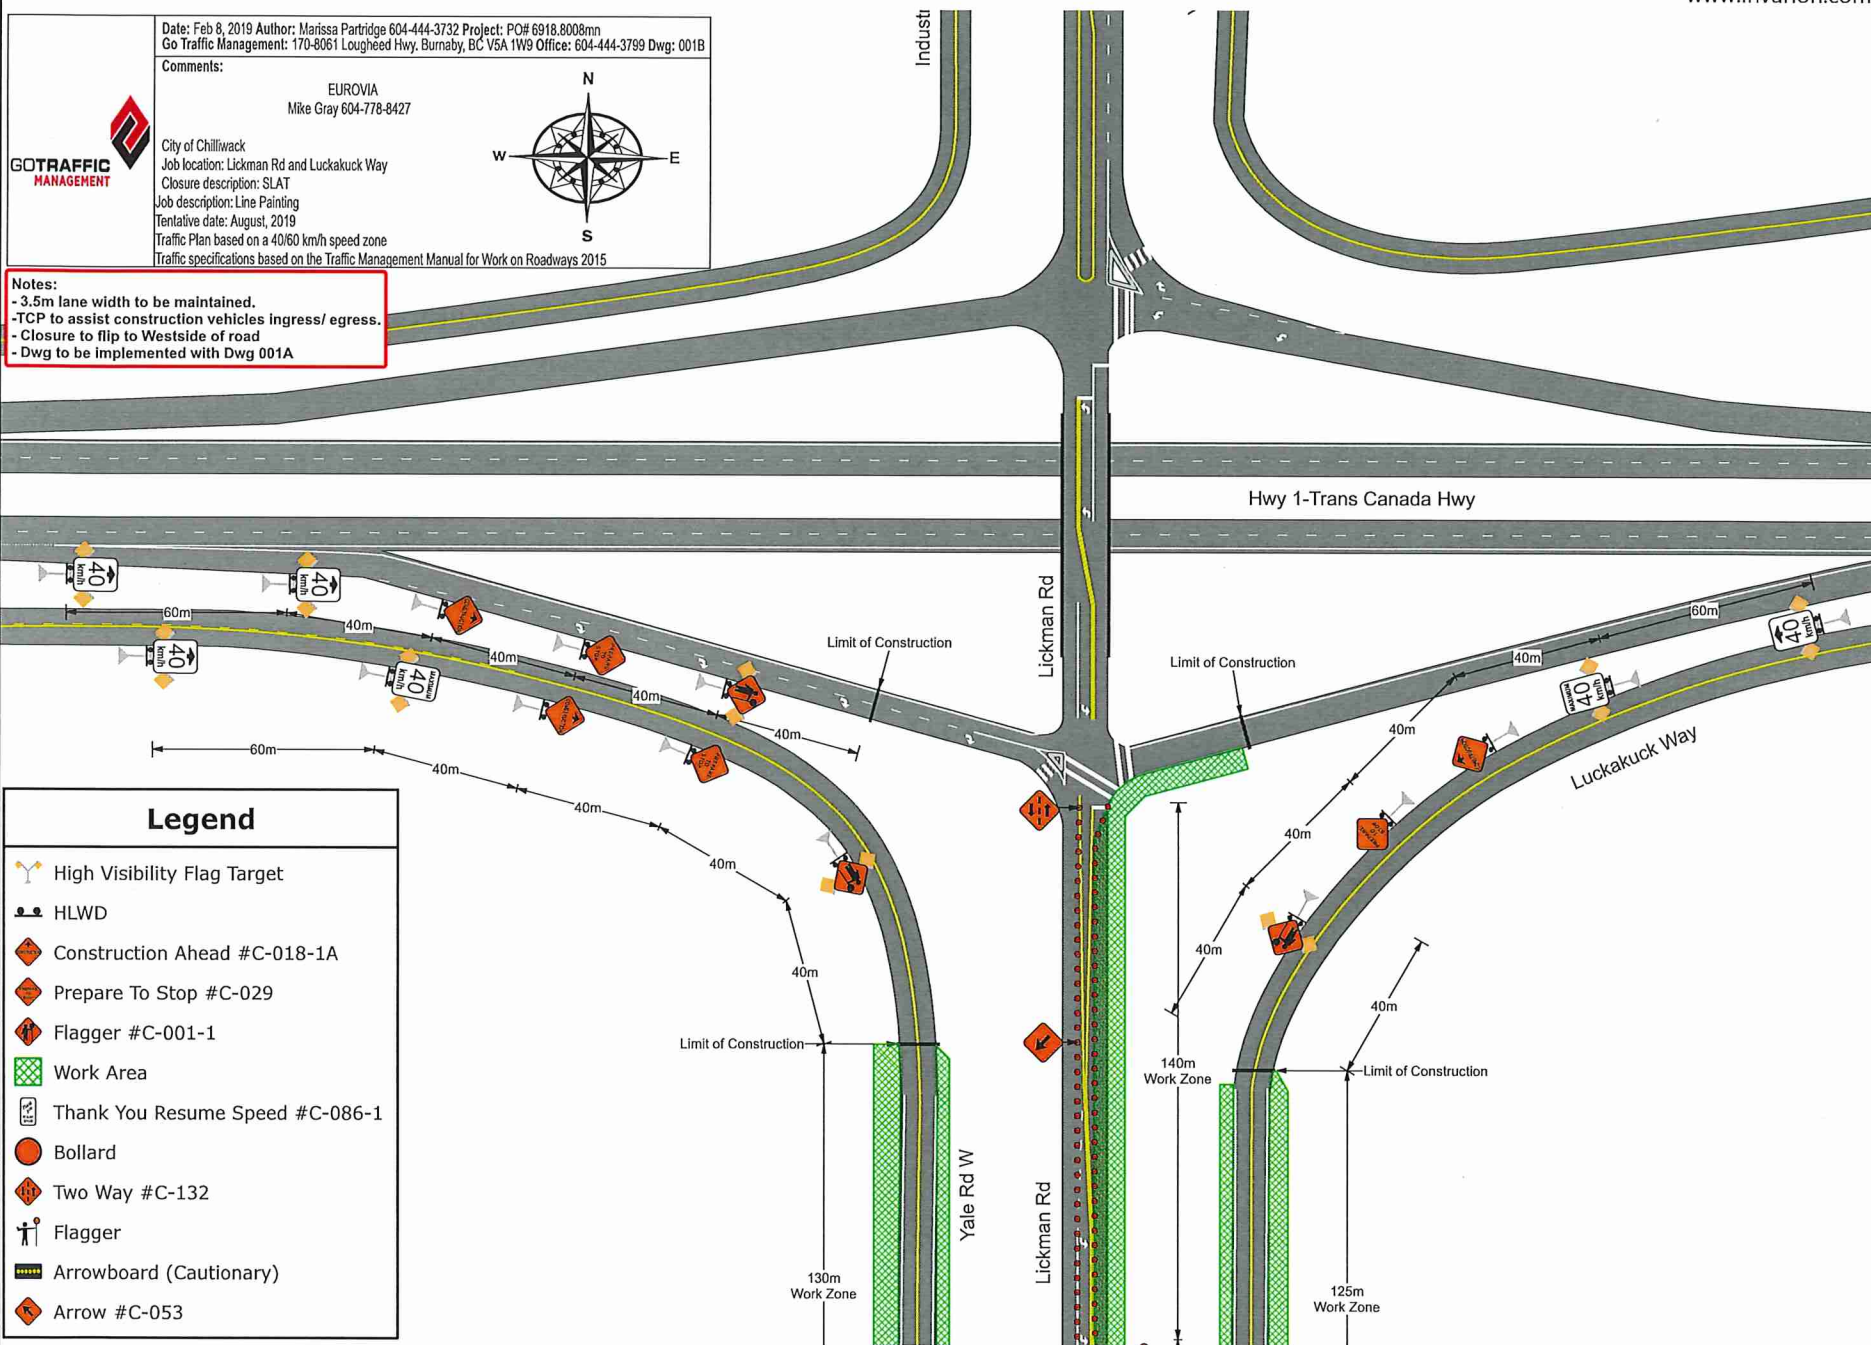 Date: Feb 8, 2019 Author: Marissa Partridge 604-444-3732 Project: PO# 6918.8008mn
Go Traffic Management: 170-8061 Lougheed Hwy. Burnaby, BC V5A 1W9 Office: 604-444-3799 Dwg: 001B
Comments:
EUROVIA
Mike Gray 604-778-8427
City of Chilliwack
Job location: Lickman Rd and Luckakuck Way
Closure description: SLAT
Job description: Line Painting
Tentative date: August, 2019
Traffic Plan based on a 40/60 km/h speed zone
Traffic specifications based on the Traffic Management Manual for Work on Roadways 2015
GOTRAFFIC
MANAGEMENT
N
W
E
S
Notes:
- 3.5m lane width to be maintained.
-TCP to assist construction vehicles ingress/ egress.
- Closure to flip to Westside of road
- Dwg to be implemented with Dwg 001A
Hwy 1-Trans Canada Hwy
Lickman Rd
40
km/h
40
km/h
40
km/h
MAXIMUM
40
km/h
40
km/h
MAXIMUM
40
km/h
60m
40m
40m
40m
40m
60m
40m
40m
40m
40m
Limit of Construction
Limit of Construction
60m
40m
40m
40m
40m
40m
Luckakuck Way
Limit of Construction
Limit of Construction
140m
Work Zone
130m
Work Zone
125m
Work Zone
Yale Rd W
Lickman Rd
Legend
High Visibility Flag Target
HLWD
Construction Ahead #C-018-1A
Prepare To Stop #C-029
Flagger #C-001-1
Work Area
Thank You Resume Speed #C-086-1
Bollard
Two Way #C-132
Flagger
Arrowboard (Cautionary)
Arrow #C-053